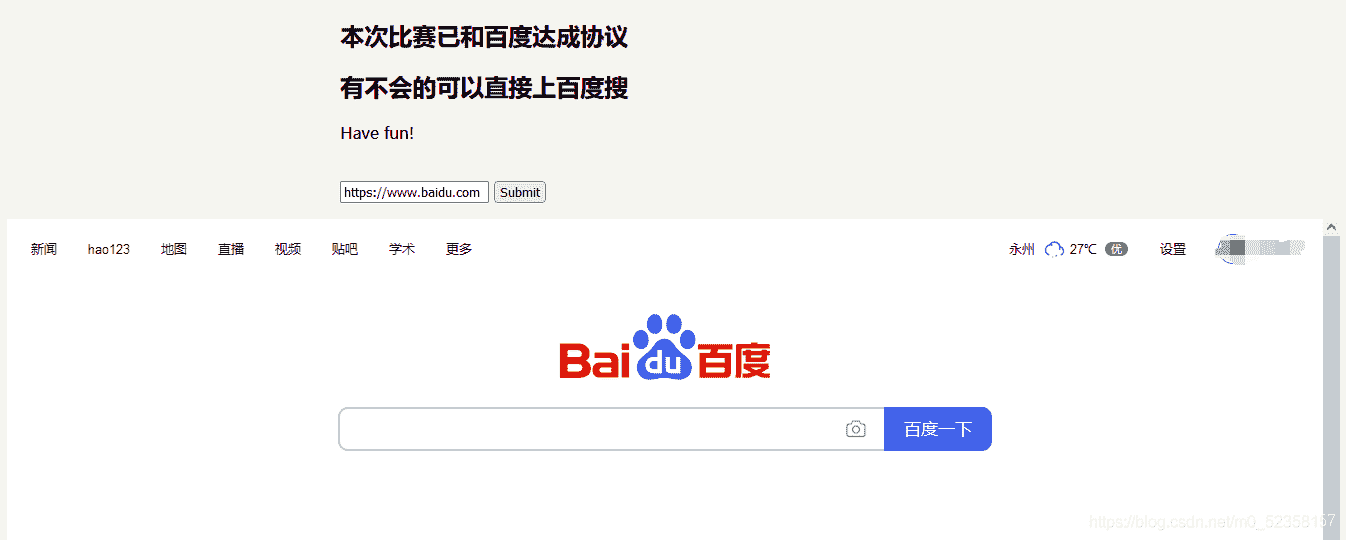 本次比赛已和百度达成协议
有不会的可以直接上百度搜
Have fun!
https://www.baidu.com Submit
新闻 hao123 地图 直播 视频 贴吧 学术 更多 永州 27℃ 优 设置
Bai du 百度
百度一下
https://blog.csdn.net/m0_52358157